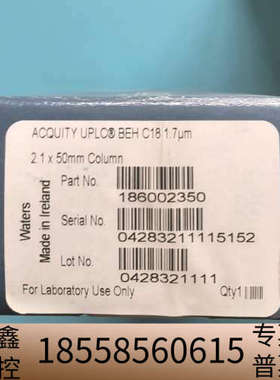 ACQUITY UPLC® BEH C18 1.7µm
2.1 x 50mm Column
Part No.
186002350
Serial No.
04283211115152
Lot No.
0428321111
For Laboratory Use Only
Qty1
Waters
Made in Ireland
鑫 18558560615 专
控 普